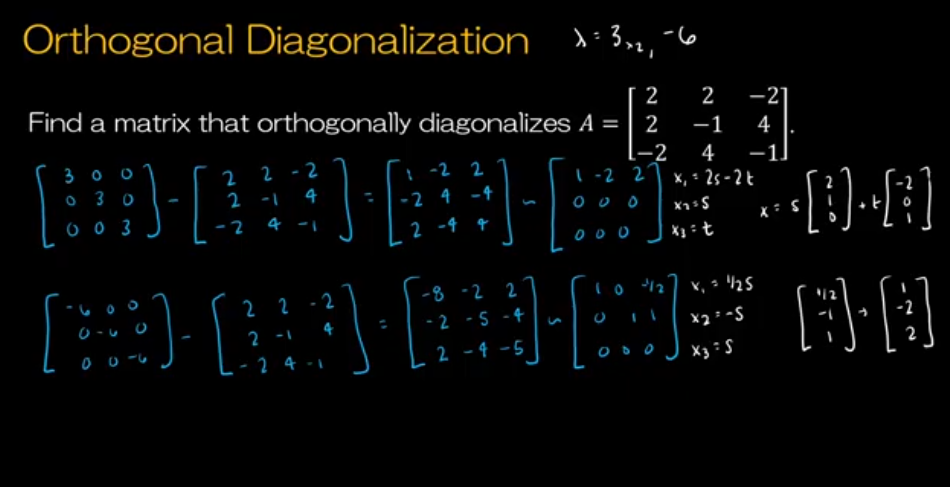 Orthogonal Diagonalization λ = 3ₓ₂, -6
Find a matrix that orthogonally diagonalizes A = [2 2 −2; 2 −1 4; −2 4 −1].
[3 0 0; 0 3 0; 0 0 3] - [2 2 -2; 2 -1 4; -2 4 -1] = [1 -2 2; -2 4 -4; 2 -4 4] ~ [1 -2 2; 0 0 0; 0 0 0] x₁ = 2s-2t x₂ = s x₃ = t x = s [2; 1; 0] + t [-2; 0; 1]
[-6 0 0; 0 -6 0; 0 0 -6] - [2 2 -2; 2 -1 4; -2 4 -1] = [-8 -2 2; -2 -5 -4; 2 -4 -5] ~ [1 0 -1/2; 0 1 1; 0 0 0] x₁ = 1/2s x₂ = -s x₃ = s [1/2; -1; 1] → [1; -2; 2]